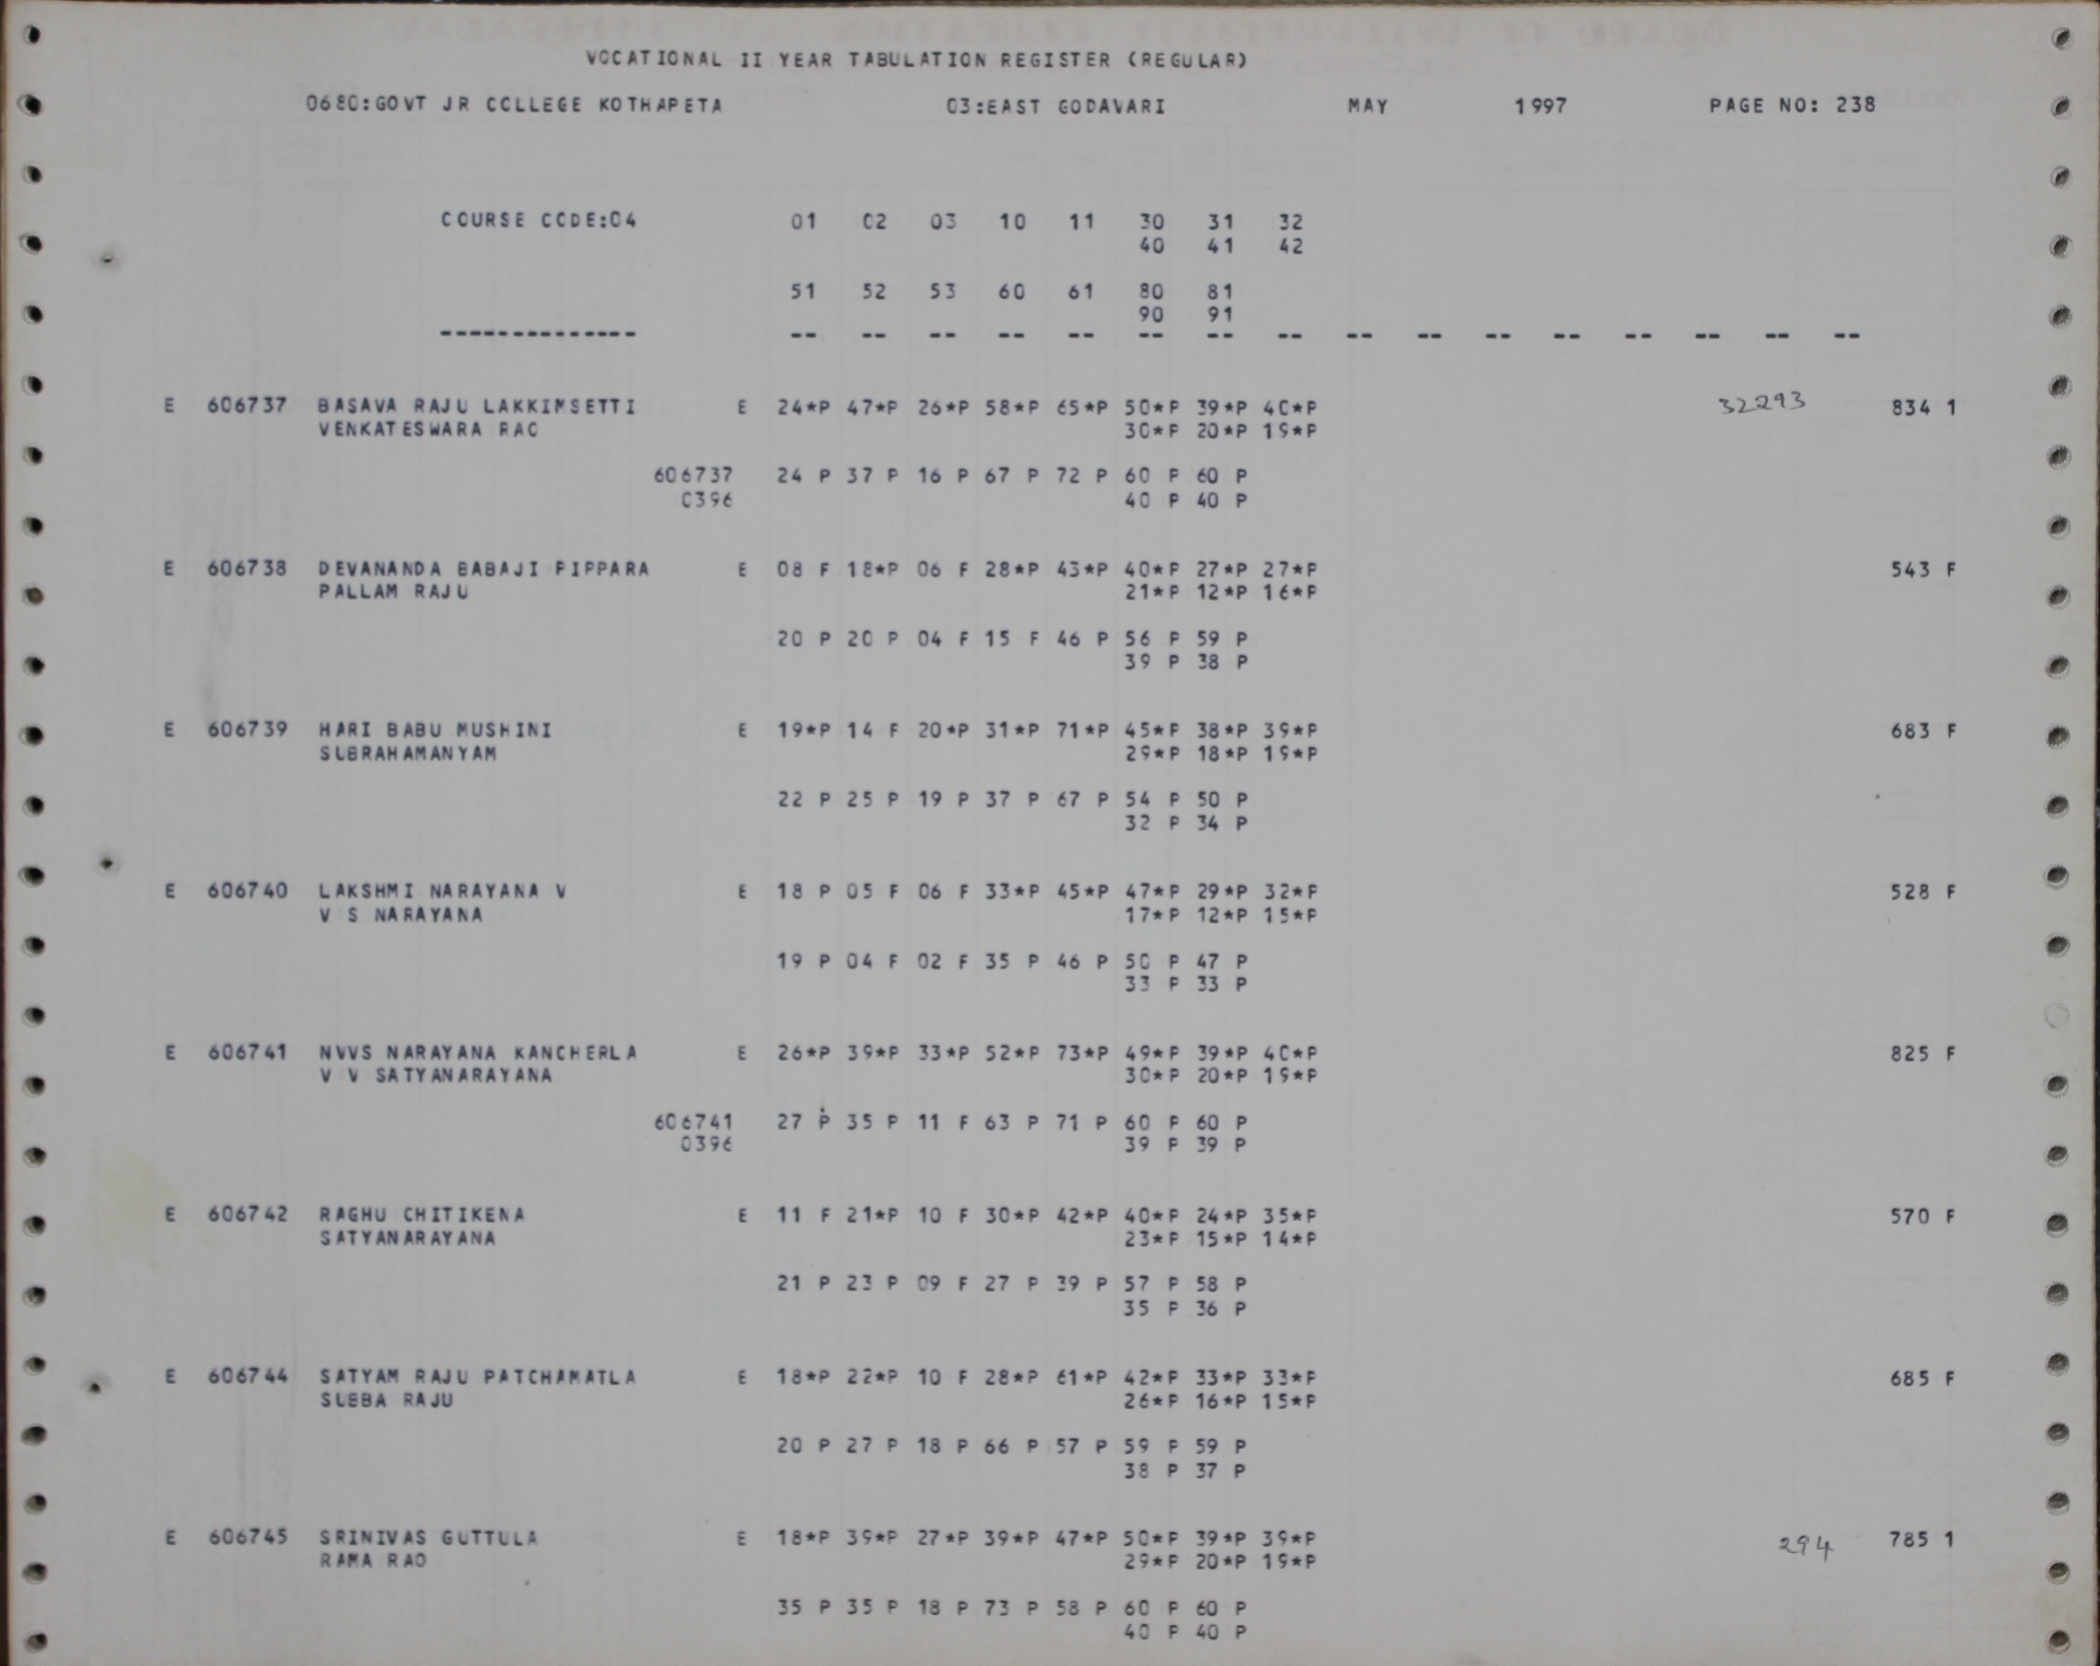 VOCATIONAL II YEAR TABULATION REGISTER (REGULAR)
0680:GOVT JR COLLEGE KOTHAPETA 03:EAST GODAVARI MAY 1997 PAGE NO: 238
COURSE CODE:04 01 02 03 10 11 30 31 32
40 41 42
51 52 53 60 61 80 81
90 91
-------------- -- -- -- -- -- -- -- -- -- -- -- -- -- -- -- --
E 606737 BASAVA RAJU LAKKIMSETTI E 24*P 47*P 26*P 58*P 65*P 50*P 39*P 40*P 32293 834 1
VENKATESWARA RAO 30*P 20*P 19*P
606737 24 P 37 P 16 P 67 P 72 P 60 P 60 P
0396 40 P 40 P
E 606738 DEVANANDA BABAJI PIPPARA E 08 F 18*P 06 F 28*P 43*P 40*P 27*P 27*P 543 F
PALLAM RAJU 21*P 12*P 16*P
20 P 20 P 04 F 15 F 46 P 56 P 59 P
39 P 38 P
E 606739 HARI BABU MUSHINI E 19*P 14 F 20*P 31*P 71*P 45*P 38*P 39*P 683 F
SUBRAHAMANYAM 29*P 18*P 19*P
22 P 25 P 19 P 37 P 67 P 54 P 50 P
32 P 34 P
E 606740 LAKSHMI NARAYANA V E 18 P 05 F 06 F 33*P 45*P 47*P 29*P 32*P 528 F
V S NARAYANA 17*P 12*P 15*P
19 P 04 F 02 F 35 P 46 P 50 P 47 P
33 P 33 P
E 606741 NVVS NARAYANA KANCHERLA E 26*P 39*P 33*P 52*P 73*P 49*P 39*P 40*P 825 F
V V SATYANARAYANA 30*P 20*P 19*P
606741 27 P 35 P 11 F 63 P 71 P 60 P 60 P
0396 39 P 39 P
E 606742 RAGHU CHITIKENA E 11 F 21*P 10 F 30*P 42*P 40*P 24*P 35*P 570 F
SATYANARAYANA 23*P 15*P 14*P
21 P 23 P 09 F 27 P 39 P 57 P 58 P
35 P 36 P
E 606744 SATYAM RAJU PATCHAMATLA E 18*P 22*P 10 F 28*P 61*P 42*P 33*P 33*P 685 F
SUBBA RAJU 26*P 16*P 15*P
20 P 27 P 18 P 66 P 57 P 59 P 59 P
38 P 37 P
E 606745 SRINIVAS GUTTULA E 18*P 39*P 27*P 39*P 47*P 50*P 39*P 39*P 294 785 1
RAMA RAO 29*P 20*P 19*P
35 P 35 P 18 P 73 P 58 P 60 P 60 P
40 P 40 P